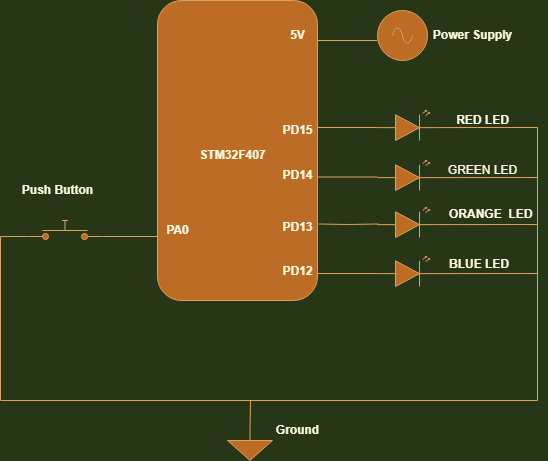 5V
Power Supply
PD15
RED LED
STM32F407
PD14
GREEN LED
Push Button
PA0
PD13
ORANGE LED
PD12
BLUE LED
Ground